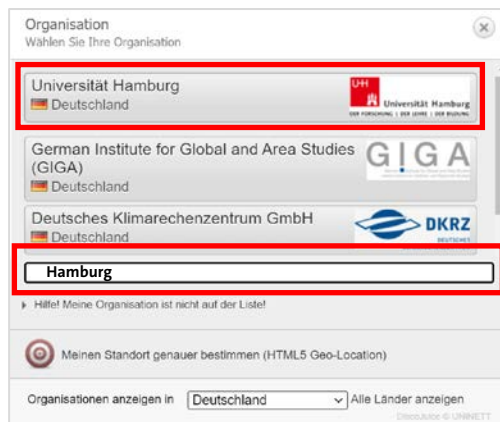 Organisation
Wählen Sie Ihre Organisation
Universität Hamburg
Deutschland
UH
Universität Hamburg
DER FORSCHUNG | DER LEHRE | DER BILDUNG
German Institute for Global and Area Studies
(GIGA)
Deutschland
GIGA
Deutsches Klimarechenzentrum GmbH
Deutschland
DKRZ
DEUTSCHES
Hamburg
Hilfe! Meine Organisation ist nicht auf der Liste!
Meinen Standort genauer bestimmen (HTML5 Geo-Location)
Organisationen anzeigen in Deutschland Alle Länder anzeigen
DiscoJuice © UNINETT